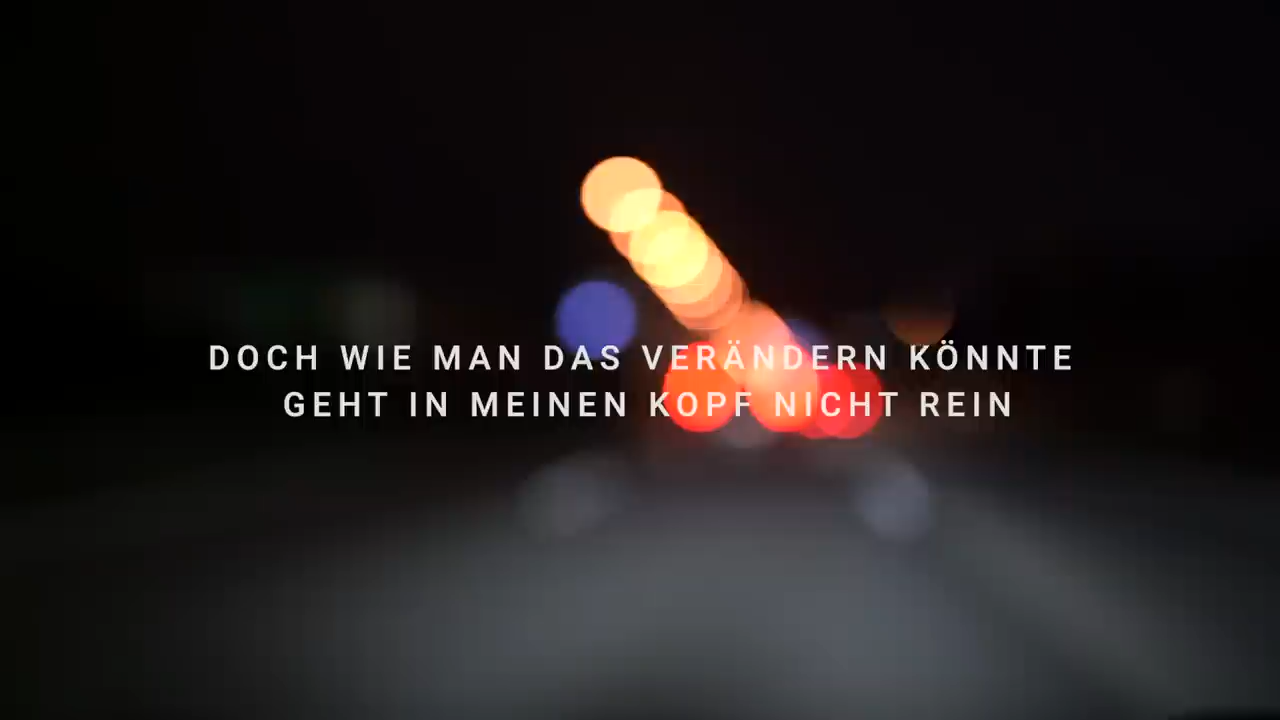 DOCH WIE MAN DAS VERÄNDERN KÖNNTE
GEHT IN MEINEN KOPF NICHT REIN